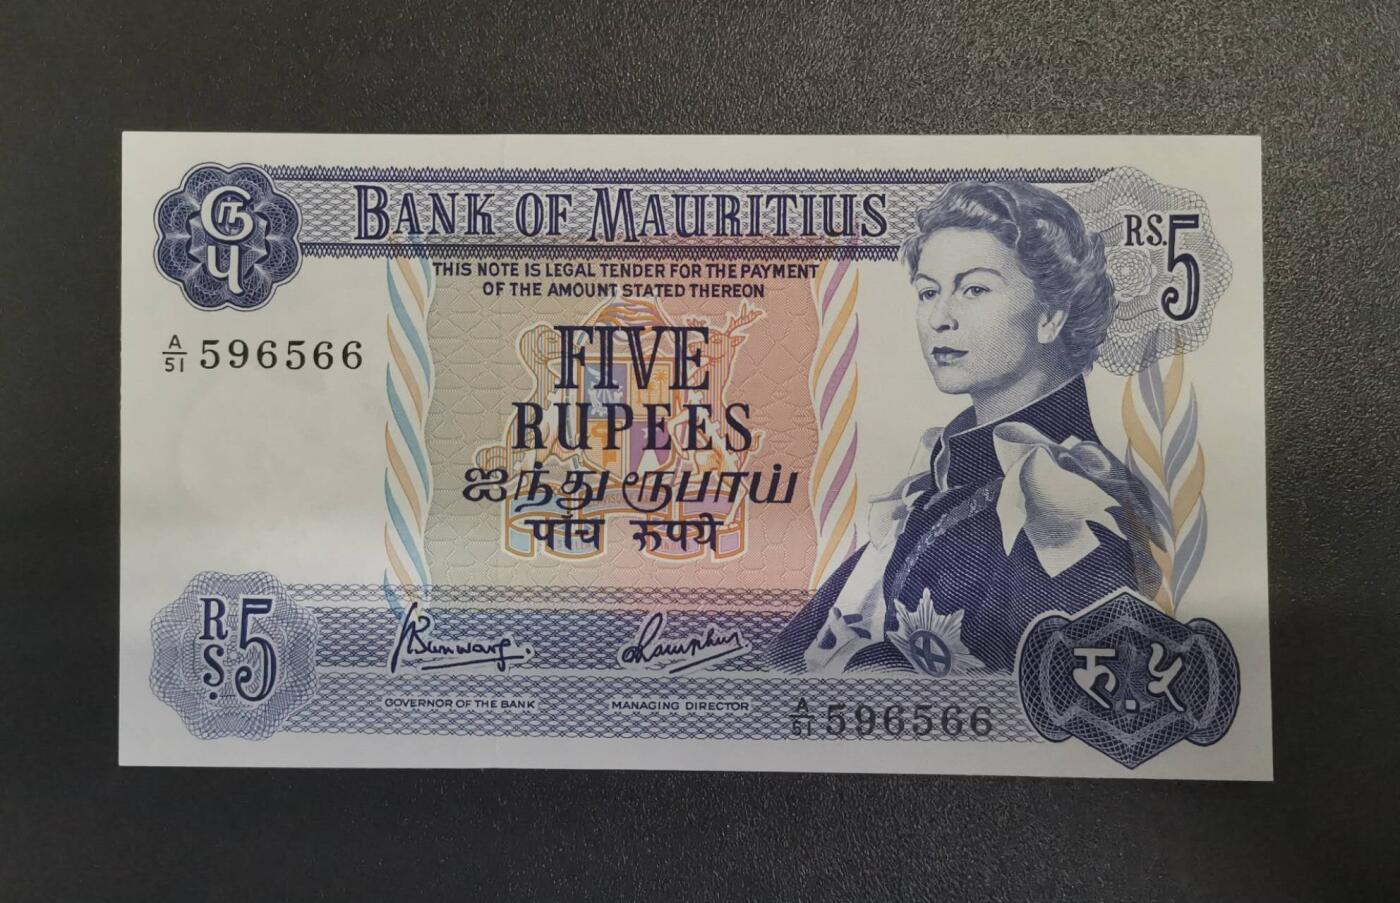 ரூ
BANK OF MAURITIUS
RS.5
௫
THIS NOTE IS LEGAL TENDER FOR THE PAYMENT
OF THE AMOUNT STATED THEREON
A/51 596566
FIVE
RUPEES
ஐந்து ரூபாய்
पांच रूपये
Rs.5
GOVERNOR OF THE BANK
MANAGING DIRECTOR
A/51 596566
रु.५